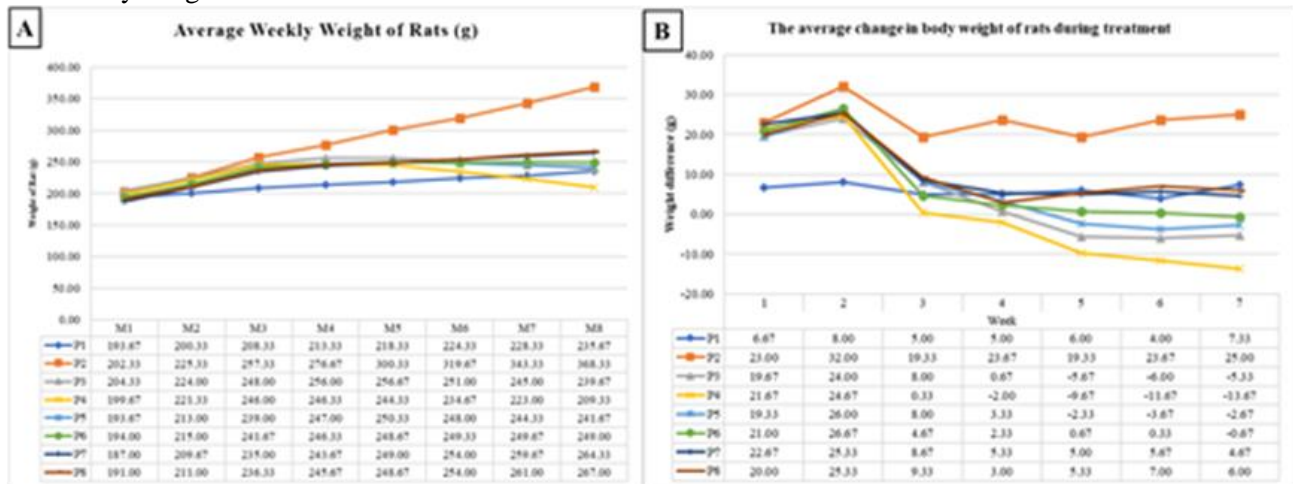 A
Average Weekly Weight of Rats (g)
400.00
350.00
300.00
250.00
200.00
150.00
100.00
50.00
0.00
Weight of Rat (g)
M1 M2 M3 M4 M5 M6 M7 M8
P1 193.67 200.33 208.33 213.33 218.33 224.33 228.33 235.67
P2 202.33 225.33 257.33 276.67 300.33 319.67 343.33 368.33
P3 204.33 224.00 248.00 256.00 256.67 251.00 245.00 239.67
P4 199.67 221.33 246.00 246.33 244.33 234.67 223.00 209.33
P5 193.67 213.00 239.00 247.00 250.33 248.00 244.33 241.67
P6 194.00 215.00 241.67 246.33 248.67 249.33 249.67 249.00
P7 187.00 209.67 235.00 243.67 249.00 254.00 259.67 264.33
P8 191.00 211.00 236.33 245.67 248.67 254.00 261.00 267.00
B
The average change in body weight of rats during treatment
40.00
30.00
20.00
10.00
0.00
-10.00
-20.00
Weight difference (g)
1 2 3 4 5 6 7
Week
P1 6.67 8.00 5.00 5.00 6.00 4.00 7.33
P2 23.00 32.00 19.33 23.67 19.33 23.67 25.00
P3 19.67 24.00 8.00 0.67 -5.67 -6.00 -5.33
P4 21.67 24.67 0.33 -2.00 -9.67 -11.67 -13.67
P5 19.33 26.00 8.00 3.33 -2.33 -3.67 -2.67
P6 21.00 26.67 4.67 2.33 0.67 0.33 -0.67
P7 22.67 25.33 8.67 5.33 5.00 5.67 4.67
P8 20.00 25.33 9.33 3.00 5.33 7.00 6.00